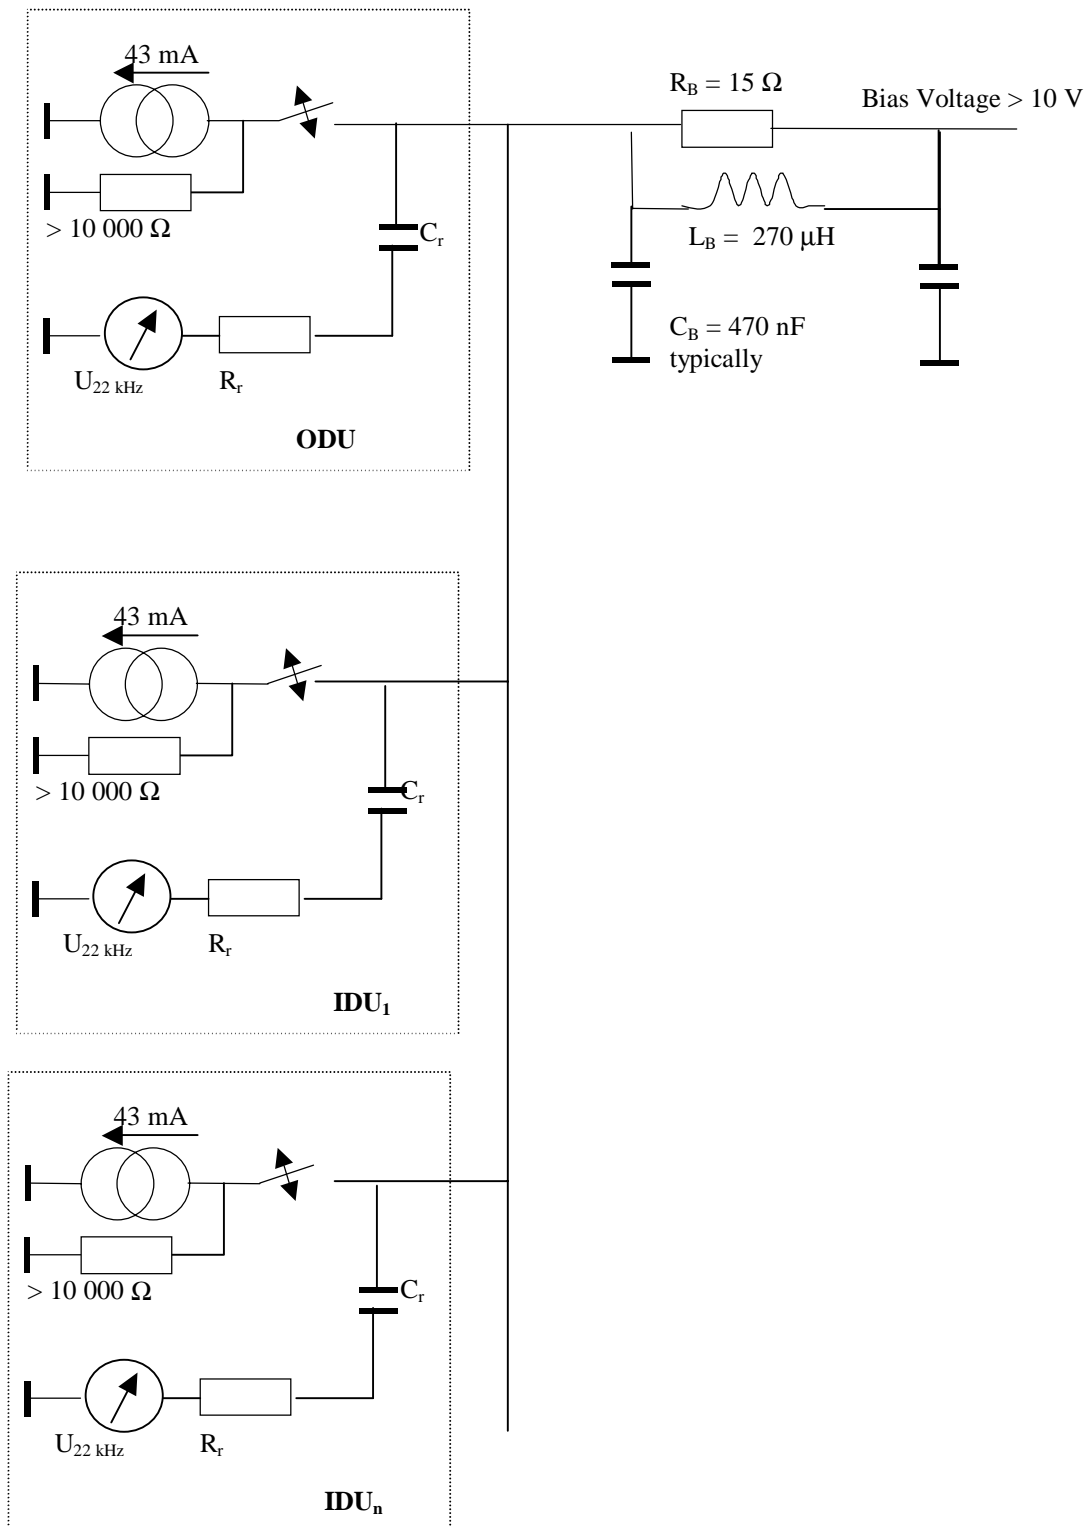 43 mA
R_B = 15 Ω
Bias Voltage > 10 V
> 10 000 Ω
C_r
L_B = 270 μH
C_B = 470 nF
typically
U_22 kHz
R_r
ODU
43 mA
> 10 000 Ω
C_r
U_22 kHz
R_r
IDU_1
43 mA
> 10 000 Ω
C_r
U_22 kHz
R_r
IDU_n